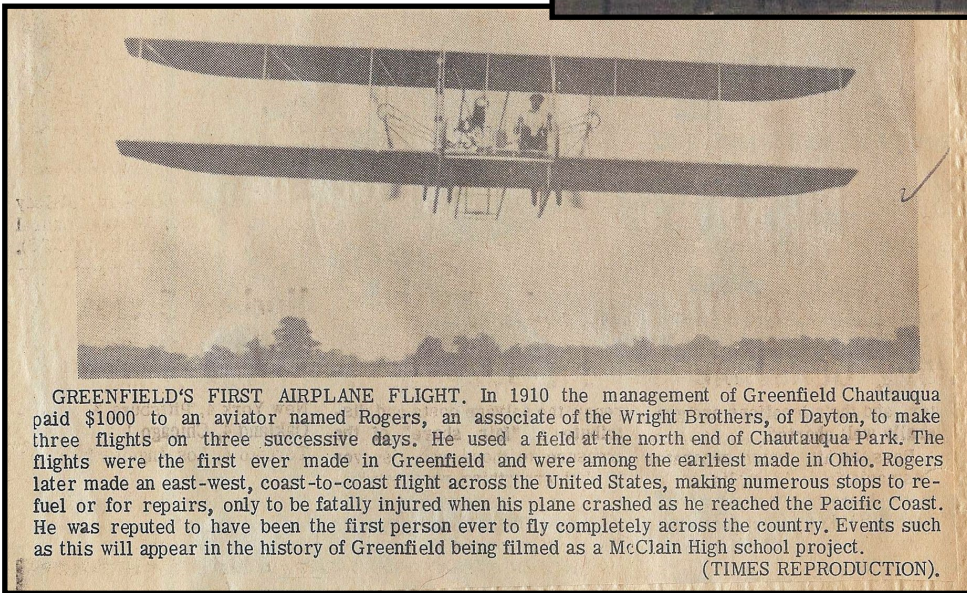 GREENFIELD'S FIRST AIRPLANE FLIGHT. In 1910 the management of Greenfield Chautauqua
paid $1000 to an aviator named Rogers, an associate of the Wright Brothers, of Dayton, to make
three flights on three successive days. He used a field at the north end of Chautauqua Park. The
flights were the first ever made in Greenfield and were among the earliest made in Ohio. Rogers
later made an east-west, coast-to-coast flight across the United States, making numerous stops to re-
fuel or for repairs, only to be fatally injured when his plane crashed as he reached the Pacific Coast.
He was reputed to have been the first person ever to fly completely across the country. Events such
as this will appear in the history of Greenfield being filmed as a McClain High school project.
(TIMES REPRODUCTION).